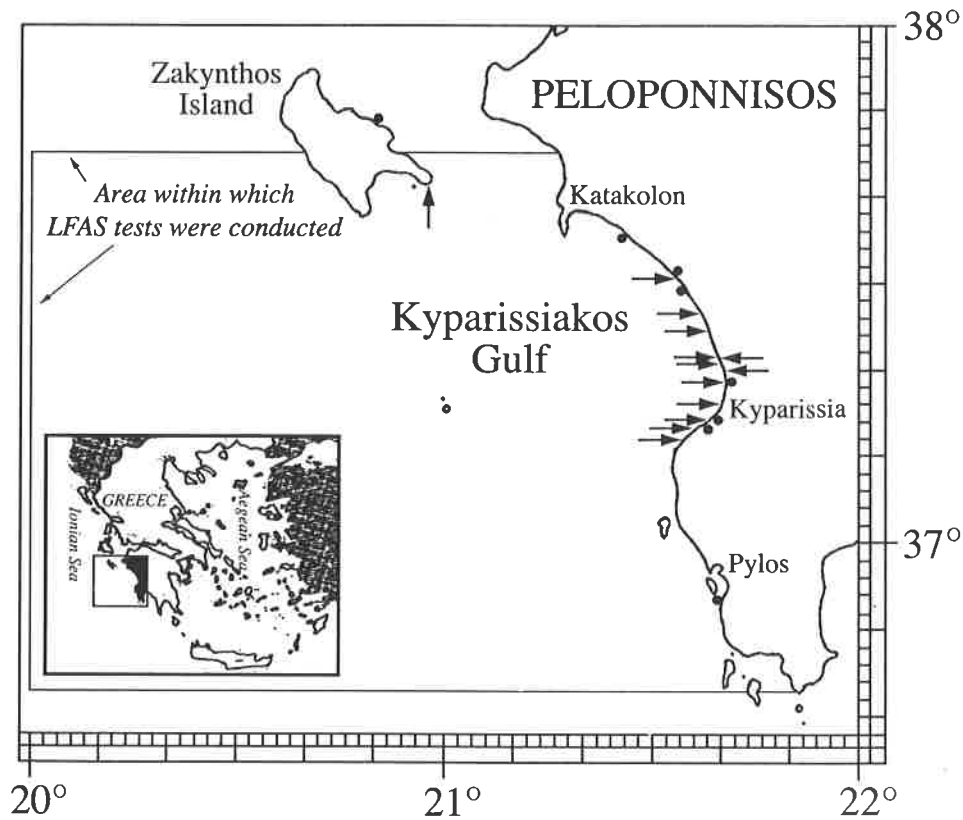 38°
Zakynthos
Island
PELOPONNISOS
Area within which
LFAS tests were conducted
Katakolon
Kyparissiakos
Gulf
Kyparissia
GREECE
Aegean Sea
Ionian Sea
37°
Pylos
20°
21°
22°